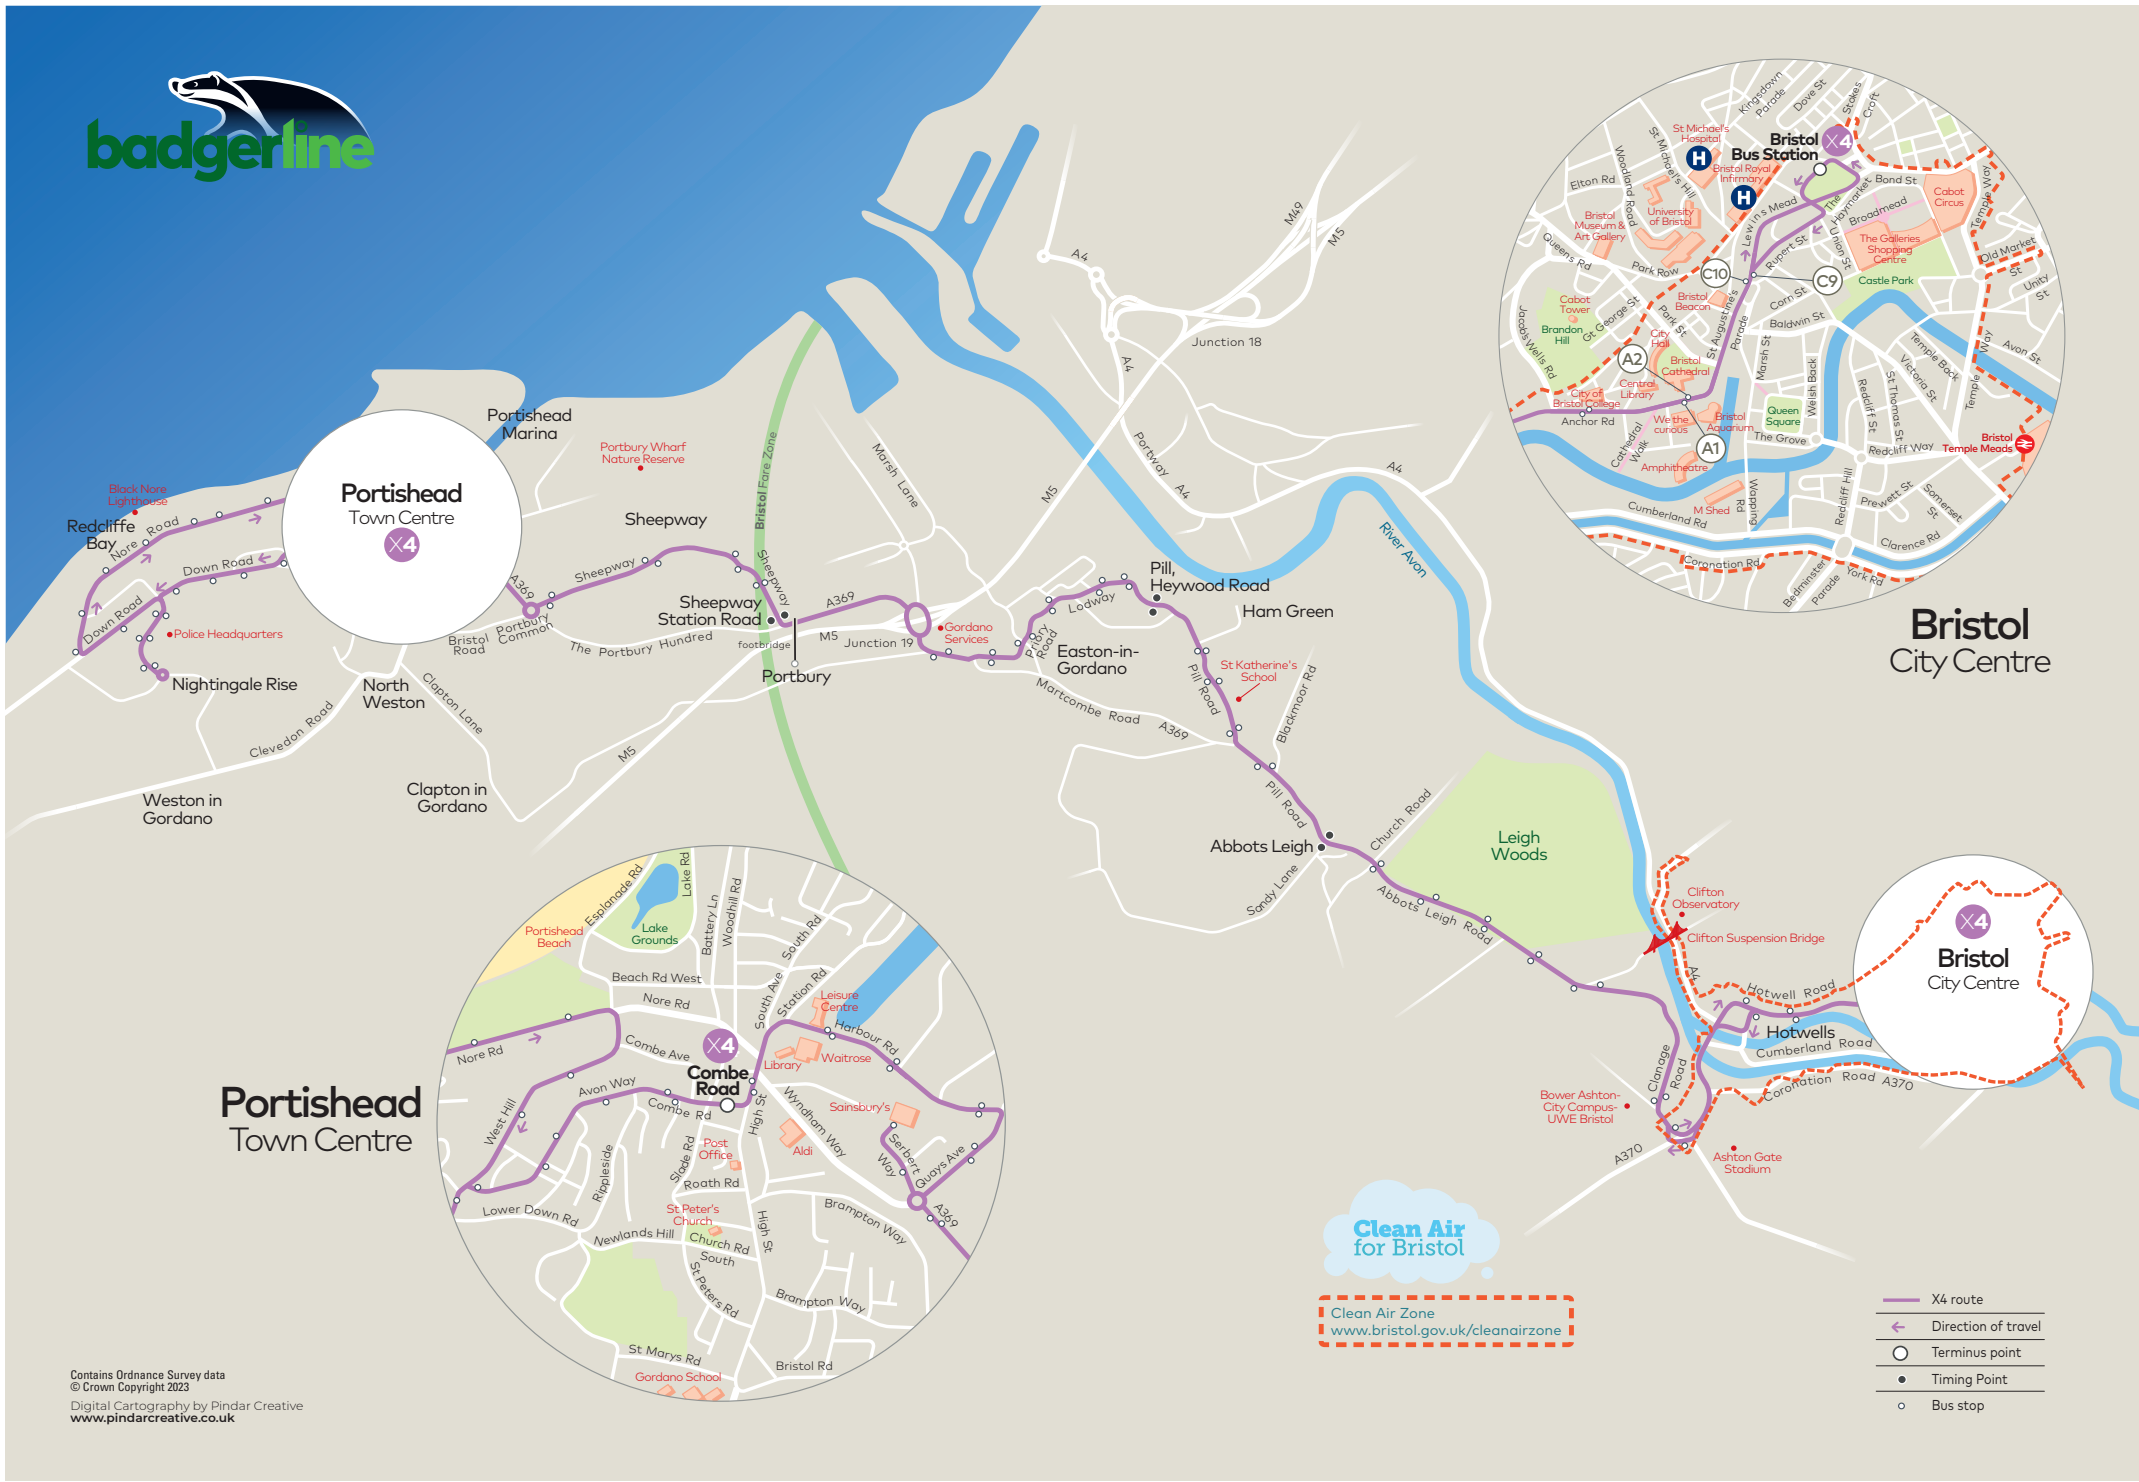 badgerline
Portishead
Town Centre
X4
Portishead
Marina
Portbury Wharf
Nature Reserve
Black Nore
Lighthouse
Redcliffe
Bay
Nore Road
Down Road
Down Road
Police Headquarters
Nightingale Rise
Bristol
Road
Portbury
Common
A369
Sheepway
Sheepway
Sheepway
Bristol Fare Zone
Sheepway
Station Road
The Portbury Hundred
footbridge
Portbury
A369
M5
Junction 19
Gordano
Services
Marsh Lane
North
Weston
Clapton Lane
Clevedon Road
Weston in
Gordano
Clapton in
Gordano
M5
M5
A4
A4
M49
M5
Junction 18
Portway
A4
A4
River Avon
Priory
Road
Lodway
Easton-in-
Gordano
Pill,
Heywood Road
Ham Green
St Katherine's
School
Pill Road
Martcombe Road
A369
Blackmoor Rd
Pill Road
Abbots Leigh
Sandy Lane
Church Road
Abbots Leigh Road
Leigh
Woods
Clifton
Observatory
Clifton Suspension Bridge
A4
Hotwell Road
Hotwells
Cumberland Road
Coronation Road A370
Clanage
Road
Bower Ashton-
City Campus-
UWE Bristol
A370
Ashton Gate
Stadium
X4
Bristol
City Centre
Kingsdown
Parade
Dove St
Stokes
Croft
St Michael's
Hospital
H
Bristol
Bus Station
X4
Bristol Royal
Infirmary
H
St Michael's Hill
Woodland Road
Elton Rd
University
of Bristol
Bristol
Museum &
Art Gallery
Queens Rd
Park Row
Lewins Mead
Rupert St
The
Haymarket
Bond St
Broadmead
Union St
Cabot
Circus
The Galleries
Shopping
Centre
Castle Park
Temple Way
Old Market
St
Unity
St
C10
C9
Cabot
Tower
Brandon
Hill
Gt George St
Park St
Bristol
Beacon
St Augustine's
Parade
Corn St
Baldwin St
City
Hall
Bristol
Cathedral
A2
Central
Library
City of
Bristol College
Anchor Rd
Jacobs Wells Rd
We the
curious
Bristol
Aquarium
A1
Cathedral
Walk
Amphitheatre
M Shed
Marsh St
Queen
Square
Welsh Back
The Grove
Redcliff St
St Thomas St
Victoria St
Temple Back
Temple
Way
Avon St
Redcliff Way
Bristol
Temple Meads
Wapping
Rd
Redcliff Hill
Prewett St
Somerset
St
Cumberland Rd
Clarence Rd
Coronation Rd
Bedminster
Parade
York Rd
Bristol
City Centre
Portishead
Town Centre
Esplanade Rd
Lake Rd
Portishead
Beach
Lake
Grounds
Battery Ln
Woodhill Rd
South Rd
Beach Rd West
Nore Rd
South Ave
Station Rd
Leisure
Centre
Harbour Rd
Nore Rd
Combe Ave
X4
Combe
Road
Library
Waitrose
Avon Way
Combe Rd
High St
Wyndham Way
Sainsbury's
West Hill
Rippleside
Slade Rd
Post
Office
Aldi
Serbert
Way
Quays Ave
Roath Rd
Lower Down Rd
St Peter's
Church
Brampton Way
A369
Newlands Hill
Church Rd
South
High St
St Peters Rd
Brampton Way
St Marys Rd
Bristol Rd
Gordano School
Clean Air
for Bristol
Clean Air Zone
www.bristol.gov.uk/cleanairzone
X4 route
Direction of travel
Terminus point
Timing Point
Bus stop
Contains Ordnance Survey data
© Crown Copyright 2023
Digital Cartography by Pindar Creative
www.pindarcreative.co.uk